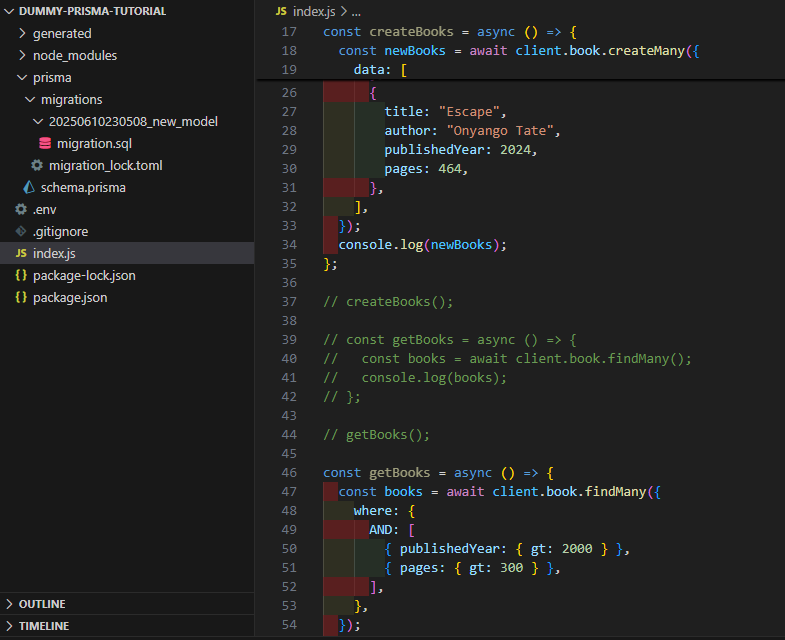 DUMMY-PRISMA-TUTORIAL
generated
node_modules
prisma
migrations
20250610230508_new_model
migration.sql
migration_lock.toml
schema.prisma
.env
.gitignore
JS index.js
{} package-lock.json
{} package.json
OUTLINE
TIMELINE
JS index.js > ...
17 const createBooks = async () => {
18   const newBooks = await client.book.createMany({
19     data: [
26       {
27         title: "Escape",
28         author: "Onyango Tate",
29         publishedYear: 2024,
30         pages: 464,
31       },
32     ],
33   });
34   console.log(newBooks);
35 };
36
37 // createBooks();
38
39 // const getBooks = async () => {
40 //   const books = await client.book.findMany();
41 //   console.log(books);
42 // };
43
44 // getBooks();
45
46 const getBooks = async () => {
47   const books = await client.book.findMany({
48     where: {
49       AND: [
50         { publishedYear: { gt: 2000 } },
51         { pages: { gt: 300 } },
52       ],
53     },
54   });